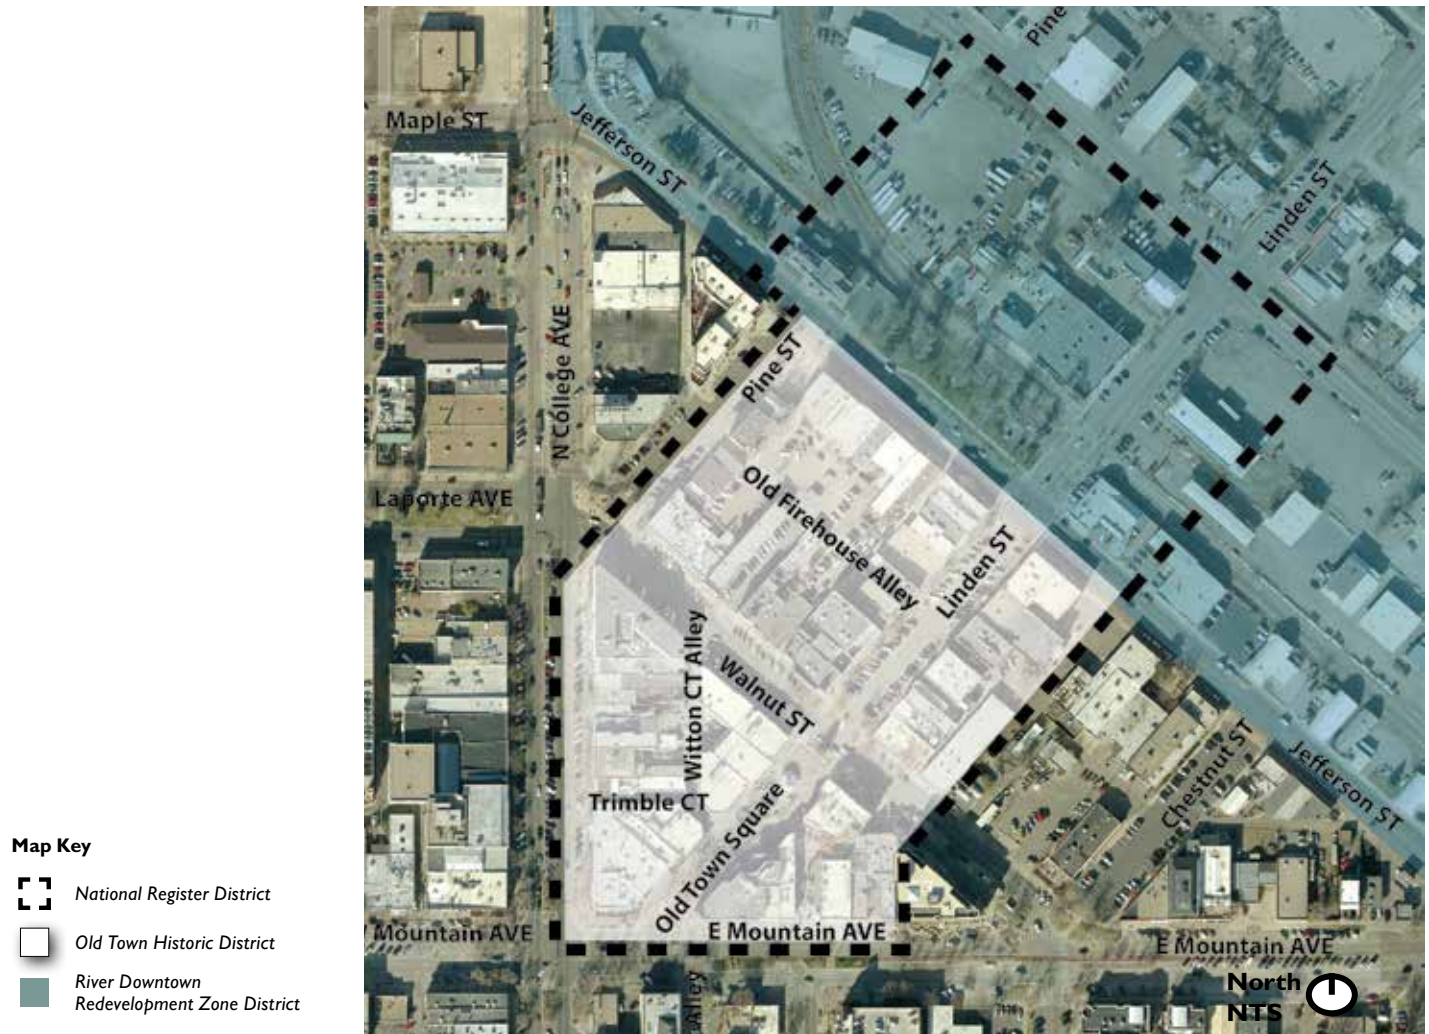 Pine
Maple ST
Jefferson ST
Linden ST
N College AVE
Pine ST
Laporte AVE
Old Firehouse Alley
Linden ST
Witton CT Alley
Walnut ST
Chestnut ST
Jefferson ST
Trimble CT
Old Town Square
Mountain AVE
E Mountain AVE
E Mountain AVE
Alley
North
NTS
Map Key
National Register District
Old Town Historic District
River Downtown
Redevelopment Zone District